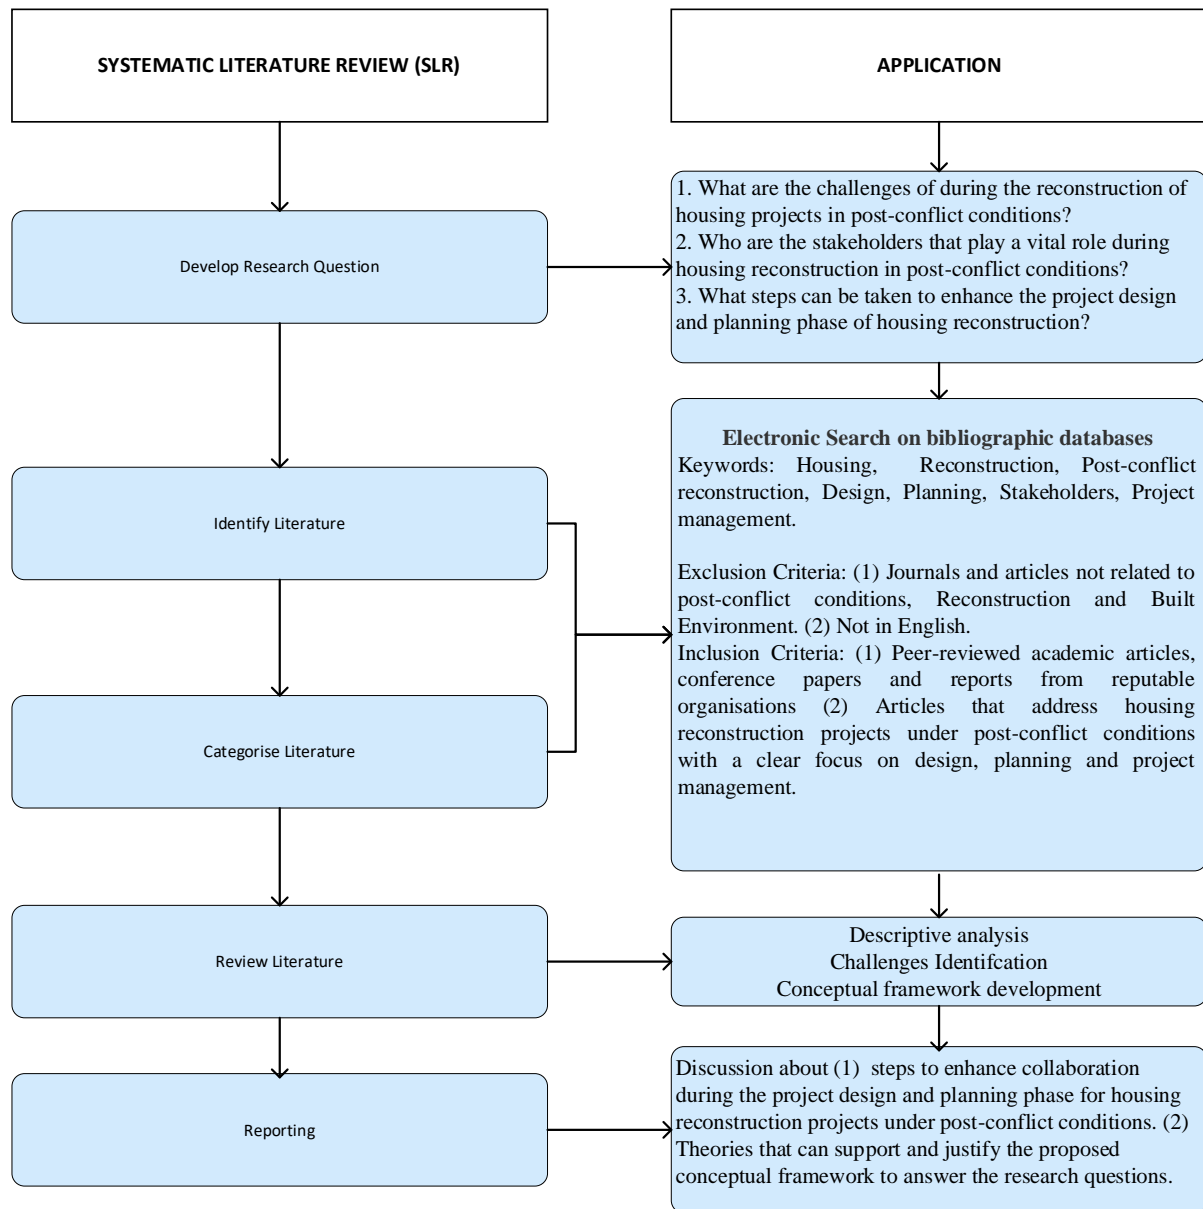 SYSTEMATIC LITERATURE REVIEW (SLR)
APPLICATION
Develop Research Question
1. What are the challenges of during the reconstruction of
housing projects in post-conflict conditions?
2. Who are the stakeholders that play a vital role during
housing reconstruction in post-conflict conditions?
3. What steps can be taken to enhance the project design
and planning phase of housing reconstruction?
Identify Literature
Categorise Literature
Electronic Search on bibliographic databases
Keywords: Housing, Reconstruction, Post-conflict
reconstruction, Design, Planning, Stakeholders, Project
management.
Exclusion Criteria: (1) Journals and articles not related to
post-conflict conditions, Reconstruction and Built
Environment. (2) Not in English.
Inclusion Criteria: (1) Peer-reviewed academic articles,
conference papers and reports from reputable
organisations (2) Articles that address housing
reconstruction projects under post-conflict conditions
with a clear focus on design, planning and project
management.
Review Literature
Descriptive analysis
Challenges Identifcation
Conceptual framework development
Reporting
Discussion about (1) steps to enhance collaboration
during the project design and planning phase for housing
reconstruction projects under post-conflict conditions. (2)
Theories that can support and justify the proposed
conceptual framework to answer the research questions.